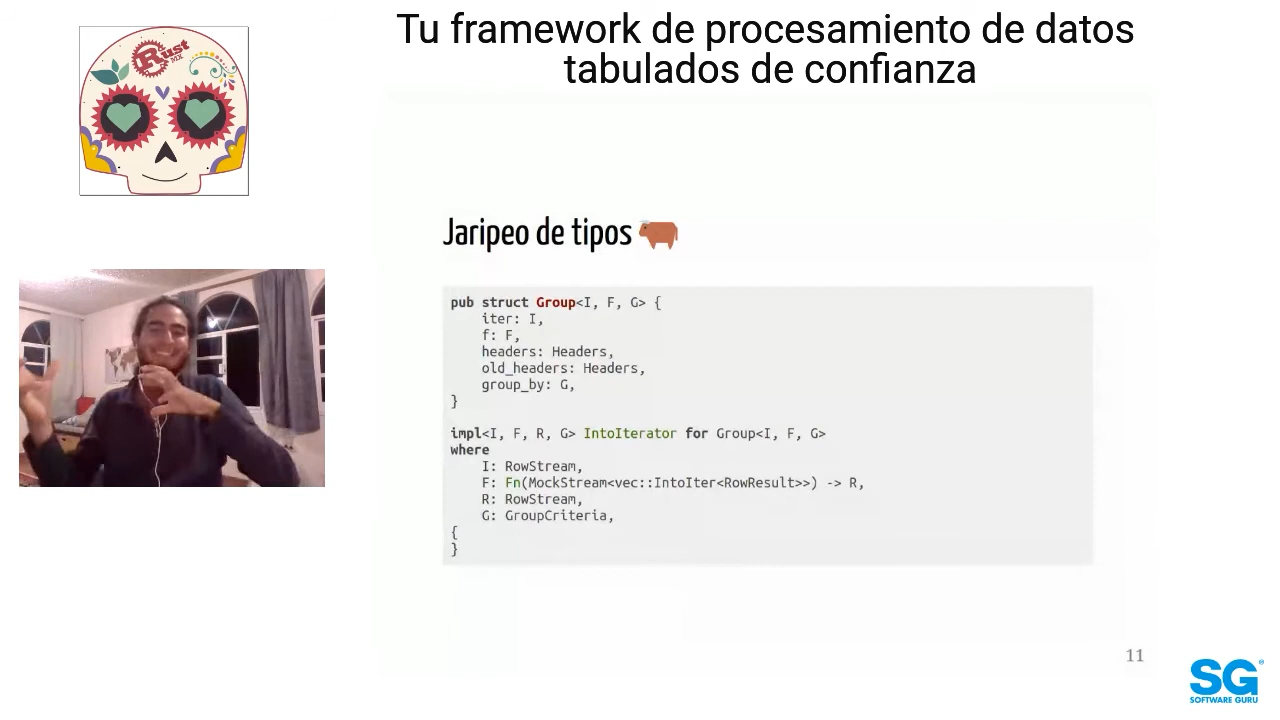 Tu framework de procesamiento de datos
tabulados de confianza
Rust
MX
Jaripeo de tipos
pub struct Group<I, F, G> {
    iter: I,
    f: F,
    headers: Headers,
    old_headers: Headers,
    group_by: G,
}
impl<I, F, R, G> IntoIterator for Group<I, F, G>
where
    I: RowStream,
    F: Fn(MockStream<vec::IntoIter<RowResult>>) -> R,
    R: RowStream,
    G: GroupCriteria,
{
}
11
SG®
SOFTWARE GURU